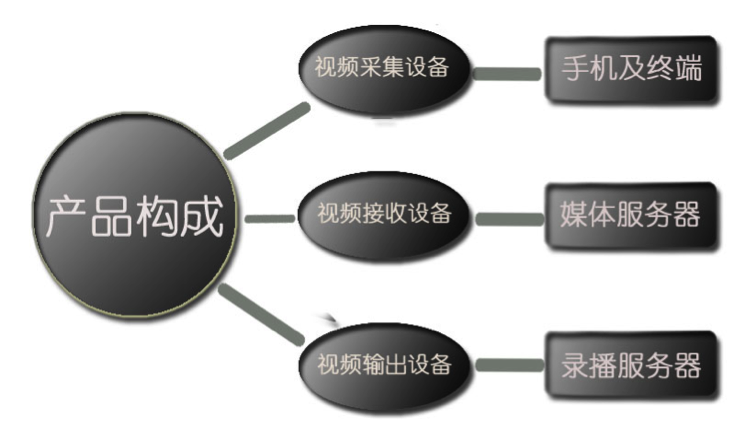 产品构成
视频采集设备
手机及终端
视频接收设备
媒体服务器
视频输出设备
录播服务器